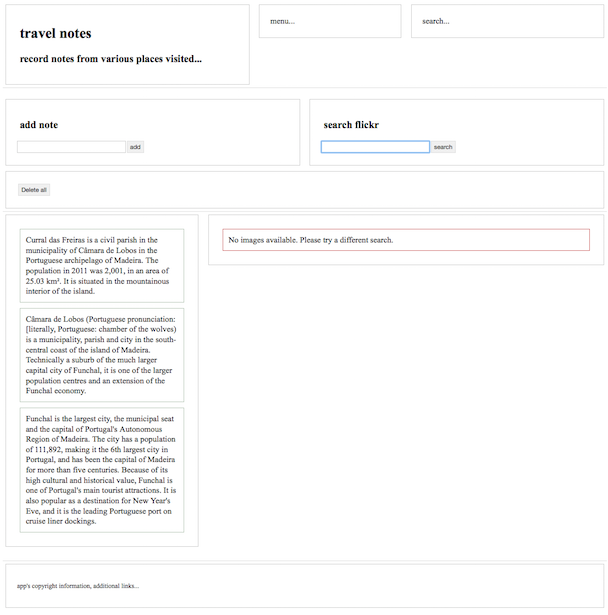 travel notes
record notes from various places visited...
menu...
search...
add note
add
search flickr
search
Delete all
Curral das Freiras is a civil parish in the
municipality of Câmara de Lobos in the
Portuguese archipelago of Madeira. The
population in 2011 was 2,001, in an area of
25.03 km². It is situated in the mountainous
interior of the island.
Câmara de Lobos (Portuguese pronunciation:
[literally, Portuguese: chamber of the wolves)
is a municipality, parish and city in the south-
central coast of the island of Madeira.
Technically a suburb of the much larger
capital city of Funchal, it is one of the larger
population centres and an extension of the
Funchal economy.
Funchal is the largest city, the municipal seat
and the capital of Portugal's Autonomous
Region of Madeira. The city has a population
of 111,892, making it the 6th largest city in
Portugal, and has been the capital of Madeira
for more than five centuries. Because of its
high cultural and historical value, Funchal is
one of Portugal's main tourist attractions. It is
also popular as a destination for New Year's
Eve, and it is the leading Portuguese port on
cruise liner dockings.
No images available. Please try a different search.
app's copyright information, additional links...